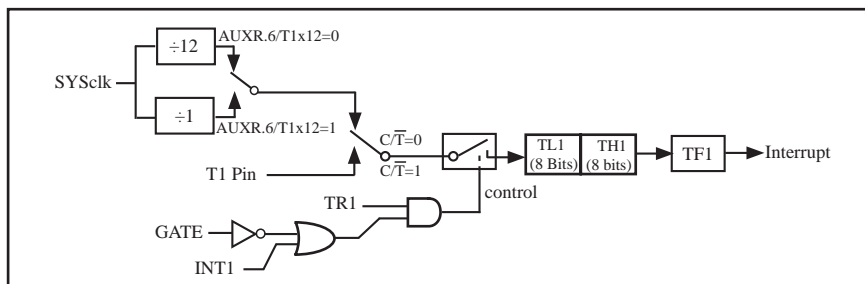 ÷12
AUXR.6/T1x12=0
SYSclk
÷1
AUXR.6/T1x12=1
C/T̅=0
C/T̅=1
T1 Pin
TL1
(8 Bits)
TH1
(8 bits)
TF1
Interrupt
control
TR1
GATE
INT1